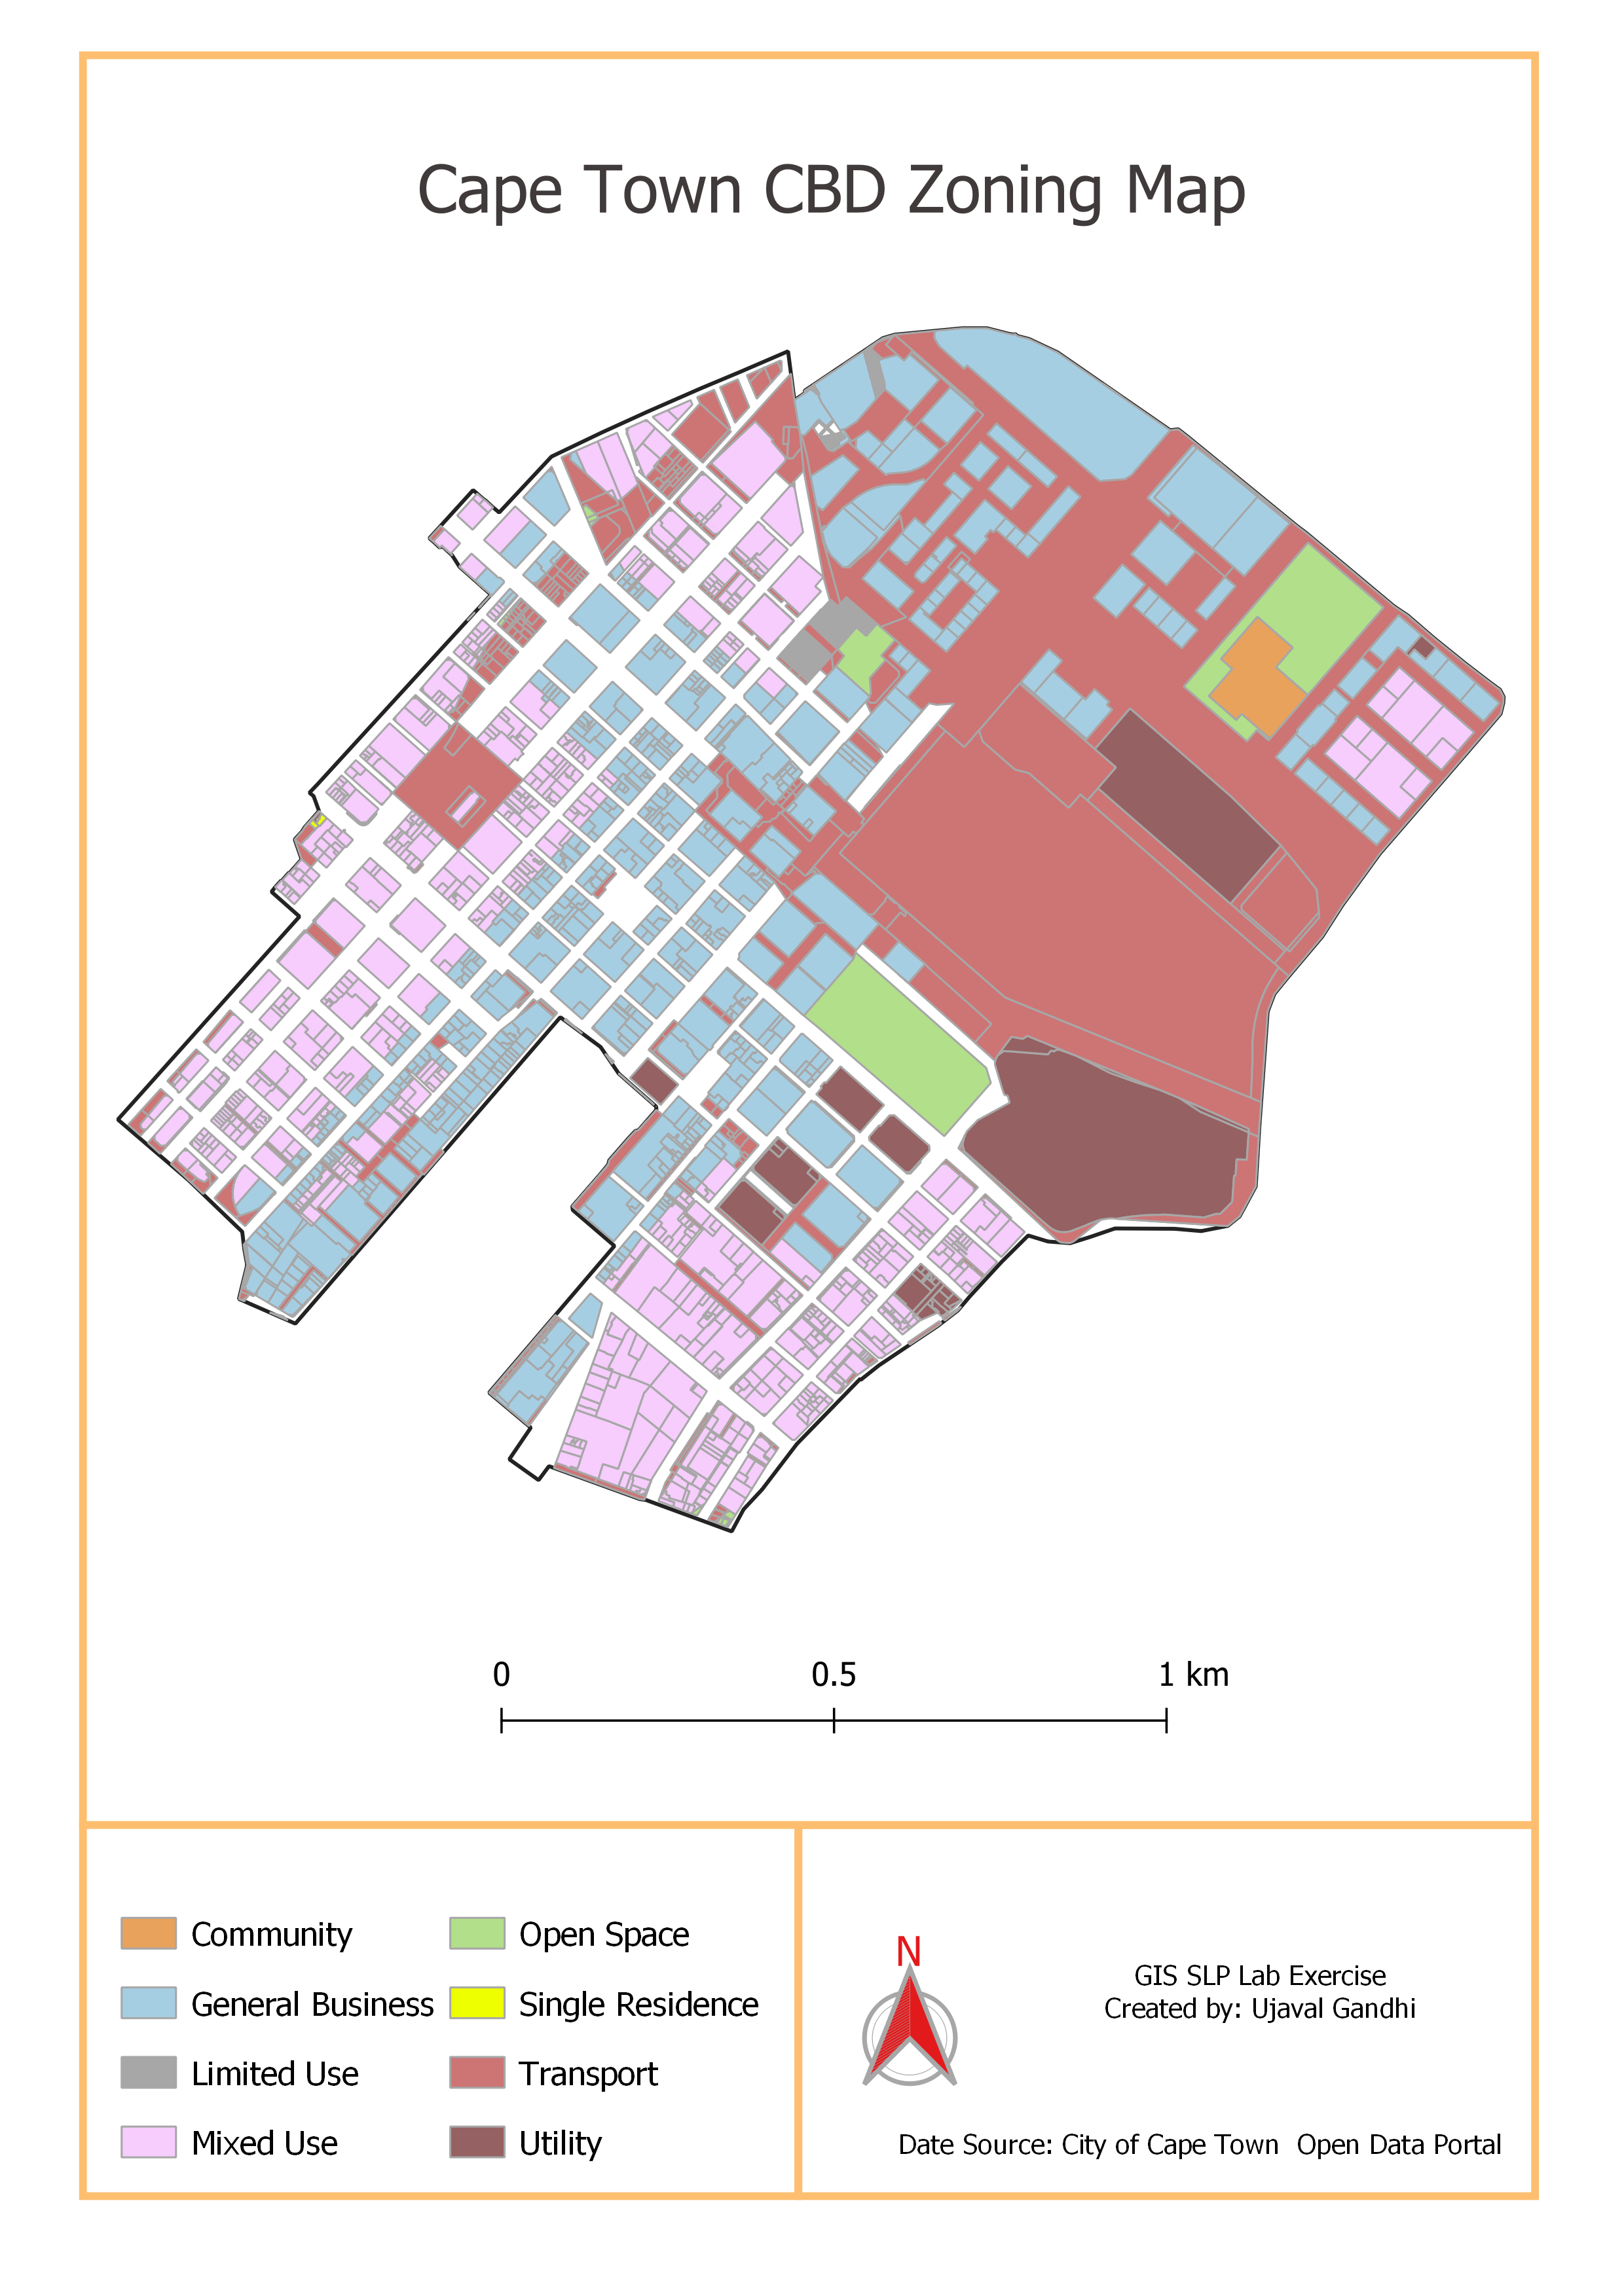 Cape Town CBD Zoning Map
0 0.5 1 km
Community
General Business
Limited Use
Mixed Use
Open Space
Single Residence
Transport
Utility
N
GIS SLP Lab Exercise
Created by: Ujaval Gandhi
Date Source: City of Cape Town  Open Data Portal